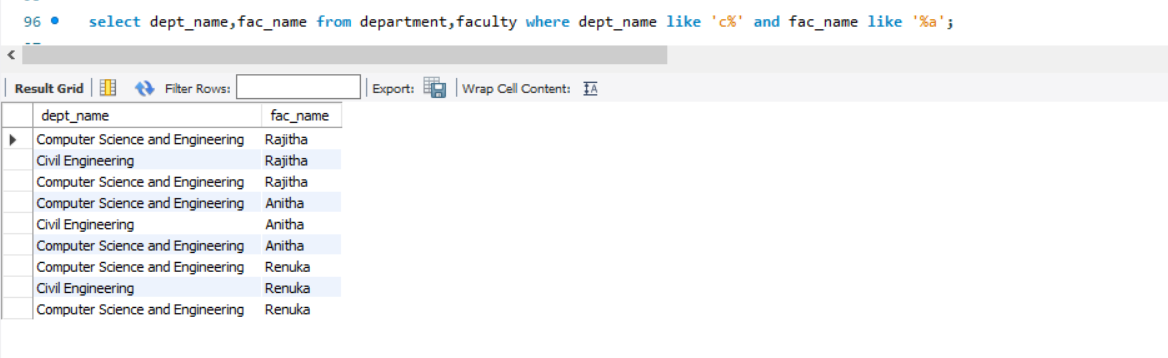 96 select dept_name,fac_name from department,faculty where dept_name like 'c%' and fac_name like '%a';
Result Grid Filter Rows: Export: Wrap Cell Content: IA
dept_name fac_name
Computer Science and Engineering Rajitha
Civil Engineering Rajitha
Computer Science and Engineering Rajitha
Computer Science and Engineering Anitha
Civil Engineering Anitha
Computer Science and Engineering Anitha
Computer Science and Engineering Renuka
Civil Engineering Renuka
Computer Science and Engineering Renuka